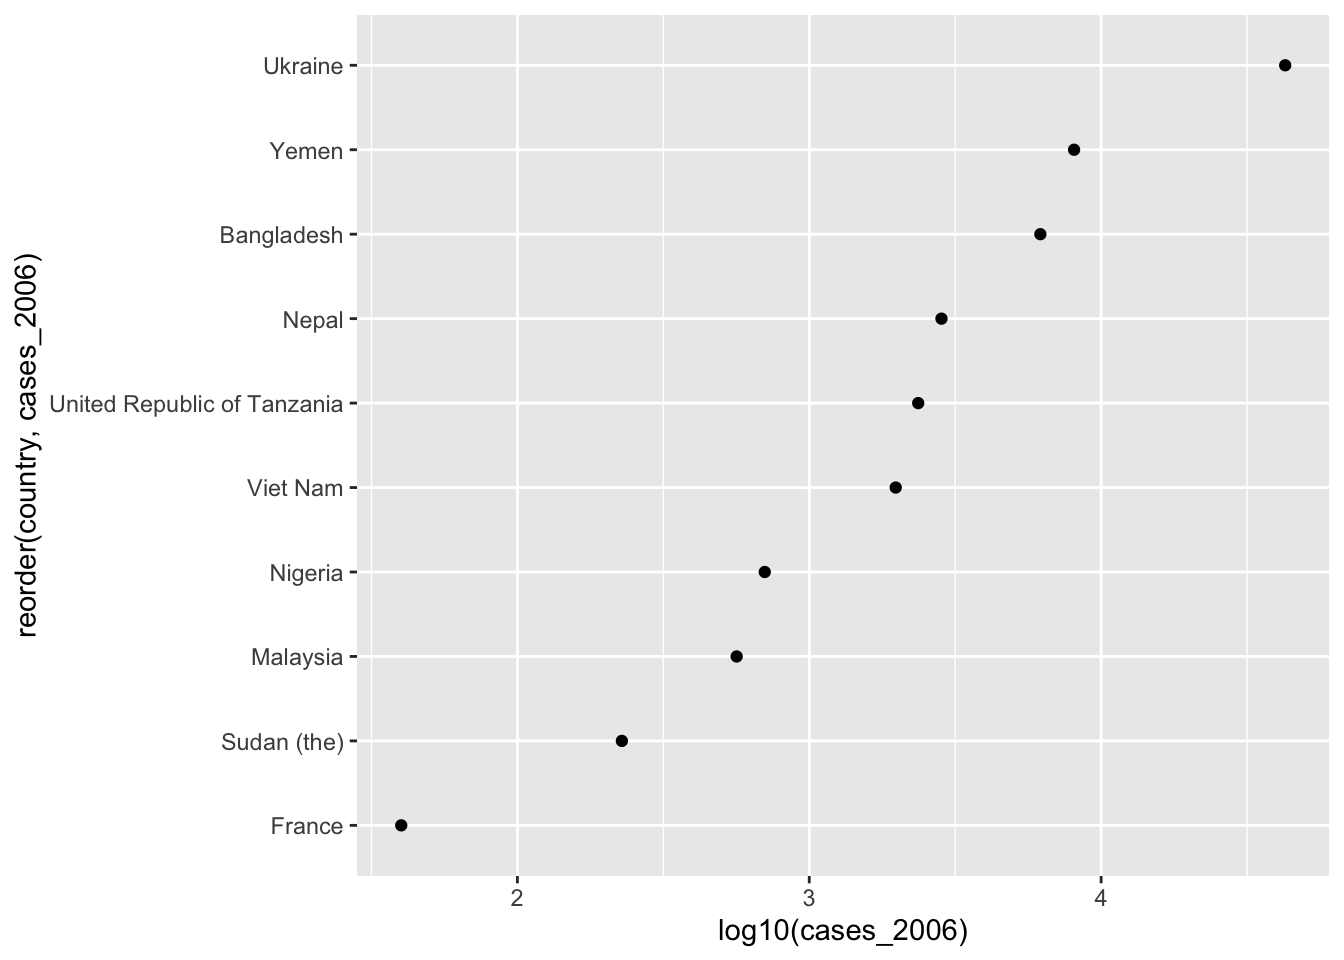 Ukraine
Yemen
Bangladesh
Nepal
United Republic of Tanzania
Viet Nam
Nigeria
Malaysia
Sudan (the)
France
reorder(country, cases_2006)
2 3 4
log10(cases_2006)